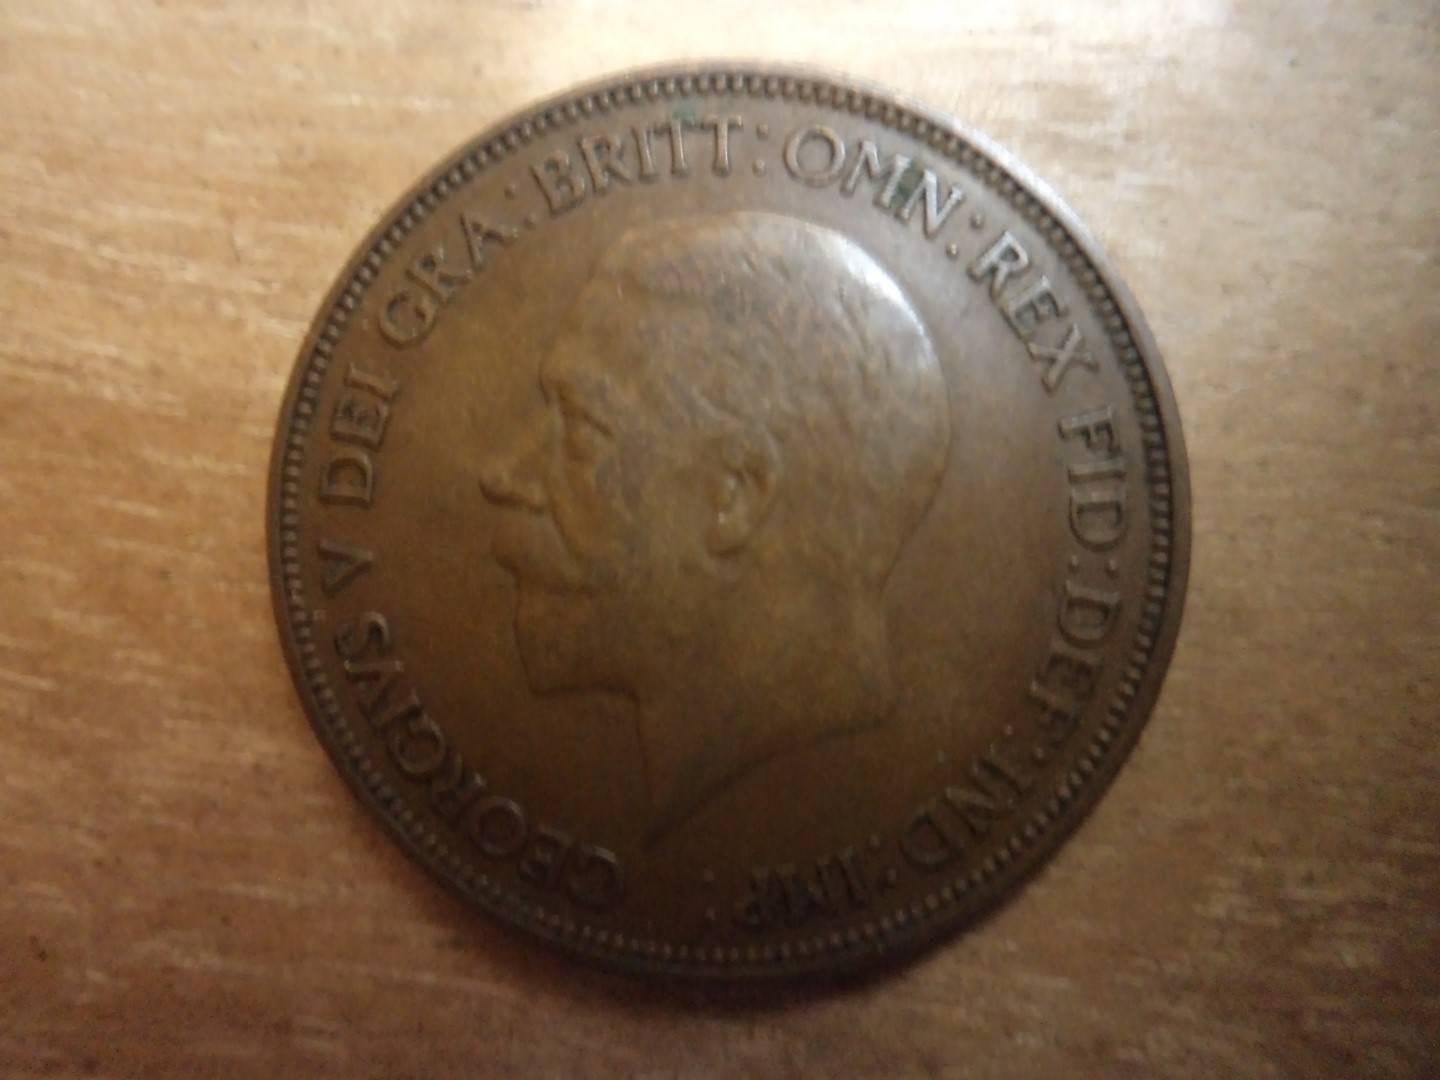 GEORGIVS V DEI GRA: BRITT: OMN: REX FID: DEF: IND: IMP: